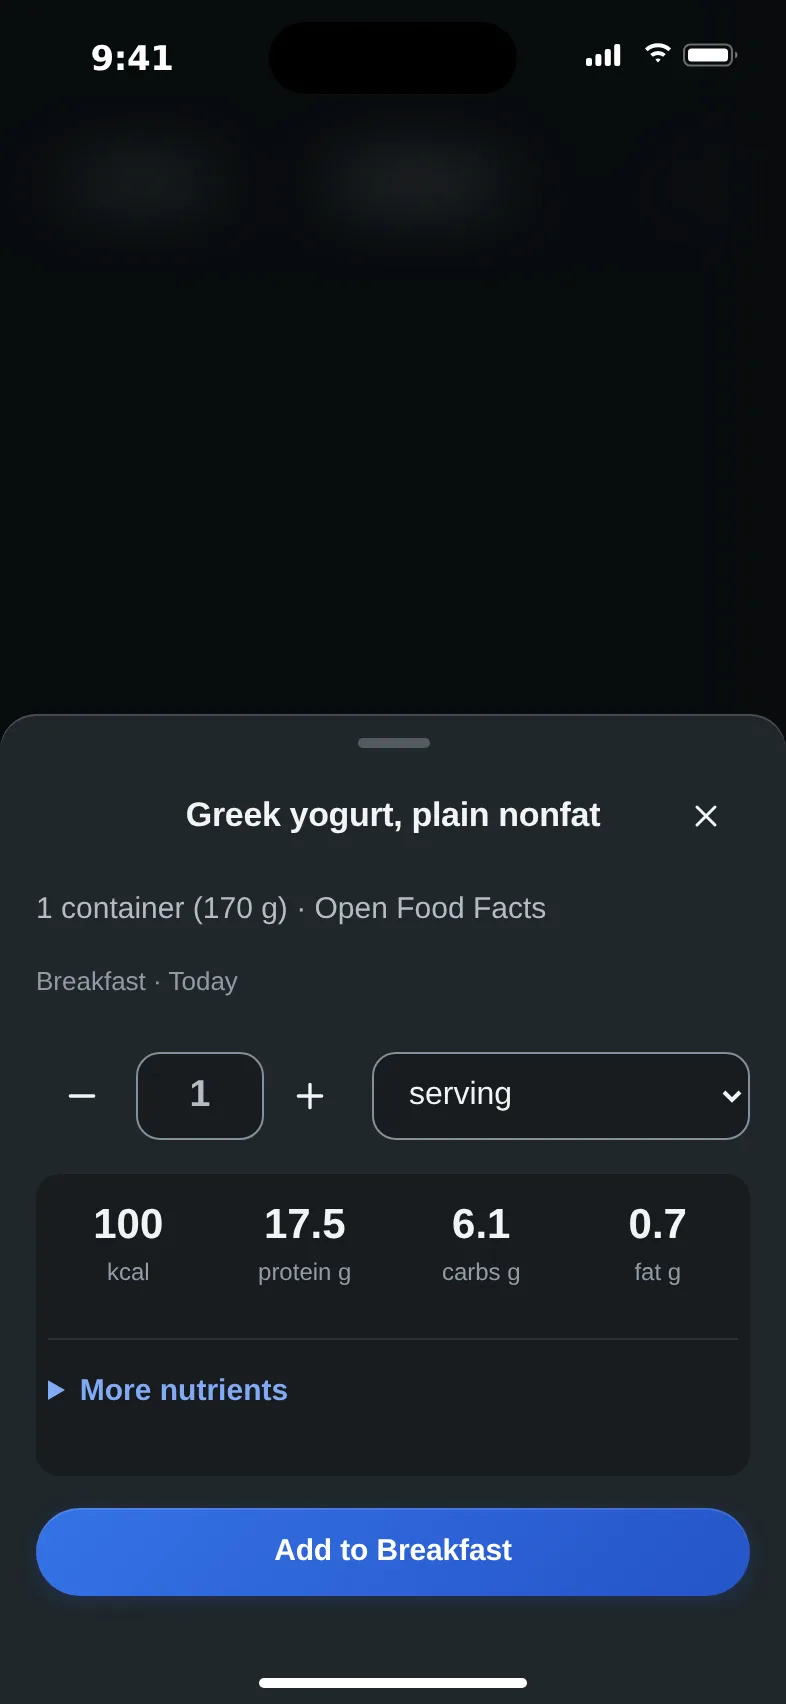 9:41
Greek yogurt, plain nonfat
1 container (170 g) · Open Food Facts
Breakfast · Today
1 serving
100 17.5 6.1 0.7
kcal protein g carbs g fat g
More nutrients
Add to Breakfast